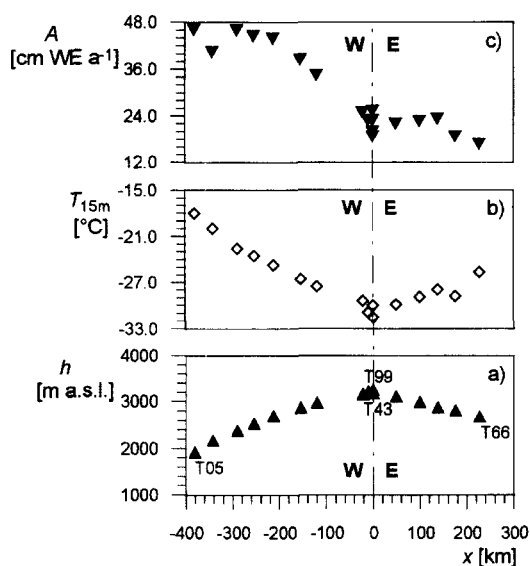 A
[cm WE a-1]
48.0
36.0
24.0
12.0
W E
c)
T15m
[°C]
-15.0
-21.0
-27.0
-33.0
W E
b)
h
[m a.s.l.]
4000
3000
2000
1000
T99
a)
T43
T66
T05
W E
-400 -300 -200 -100 0 100 200 300
x [km]